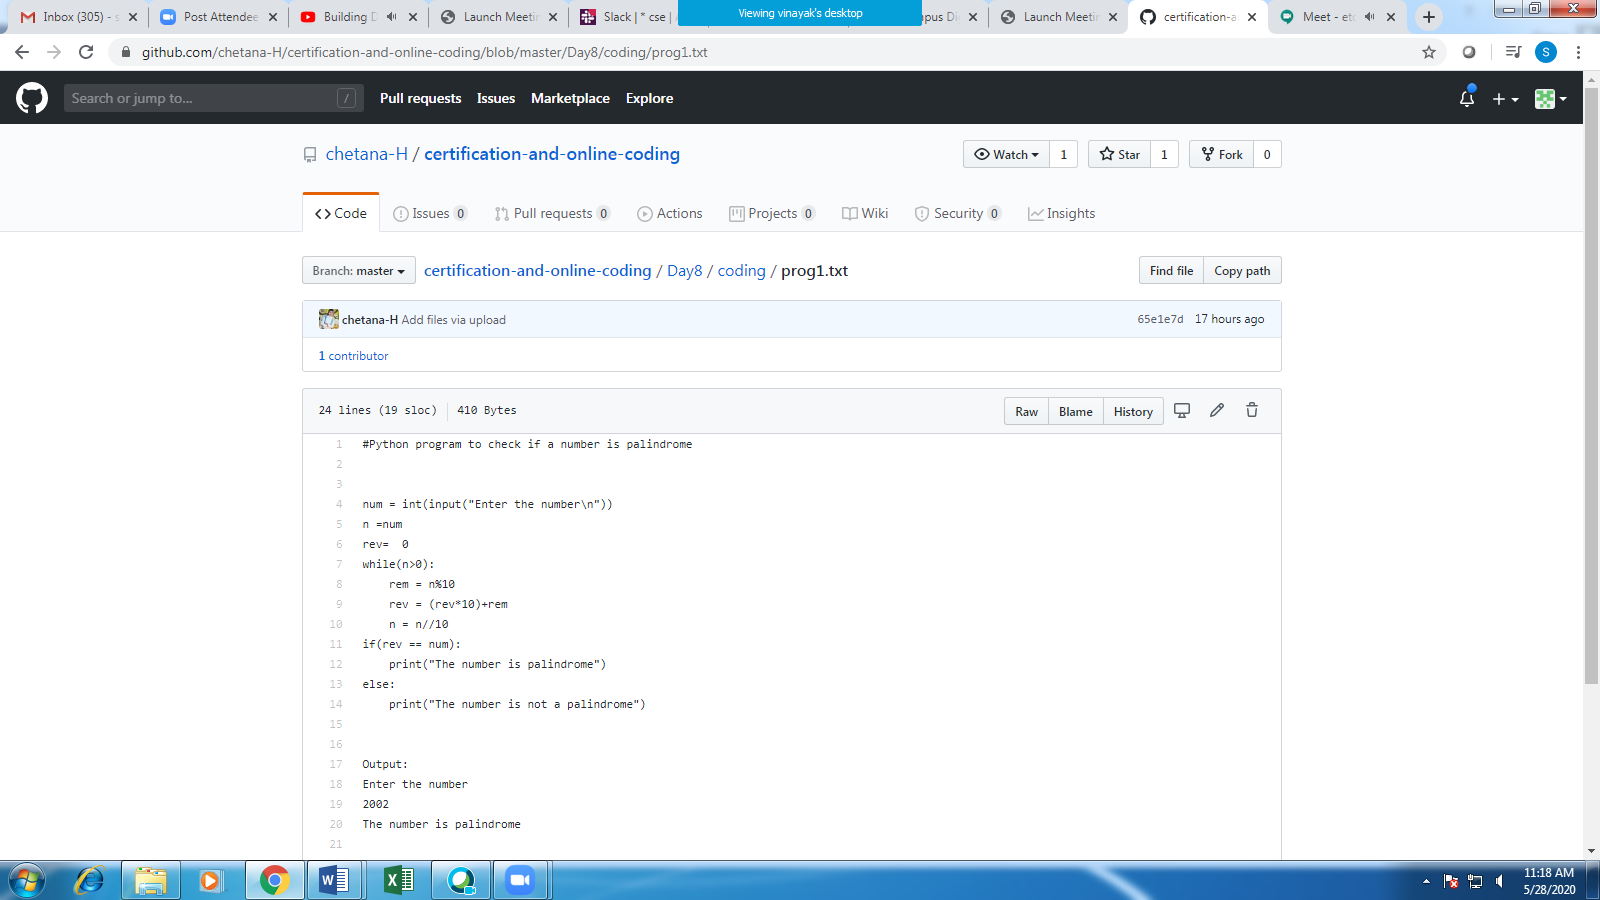 Inbox (305) - s
Post Attendee
Building D
Launch Meetin
Slack | * cse |
Viewing vinayak's desktop
pus Di
Launch Meetin
certification-a
Meet - etc
github.com/chetana-H/certification-and-online-coding/blob/master/Day8/coding/prog1.txt
S
Search or jump to... /
Pull requests Issues Marketplace Explore
chetana-H / certification-and-online-coding
Watch 1 Star 1 Fork 0
Code Issues 0 Pull requests 0 Actions Projects 0 Wiki Security 0 Insights
Branch: master certification-and-online-coding / Day8 / coding / prog1.txt Find file Copy path
chetana-H Add files via upload 65e1e7d 17 hours ago
1 contributor
24 lines (19 sloc) 410 Bytes Raw Blame History
1 #Python program to check if a number is palindrome
2
3
4 num = int(input("Enter the number\n"))
5 n =num
6 rev=  0
7 while(n>0):
8     rem = n%10
9     rev = (rev*10)+rem
10     n = n//10
11 if(rev == num):
12     print("The number is palindrome")
13 else:
14     print("The number is not a palindrome")
15
16
17 Output:
18 Enter the number
19 2002
20 The number is palindrome
21
11:18 AM
5/28/2020